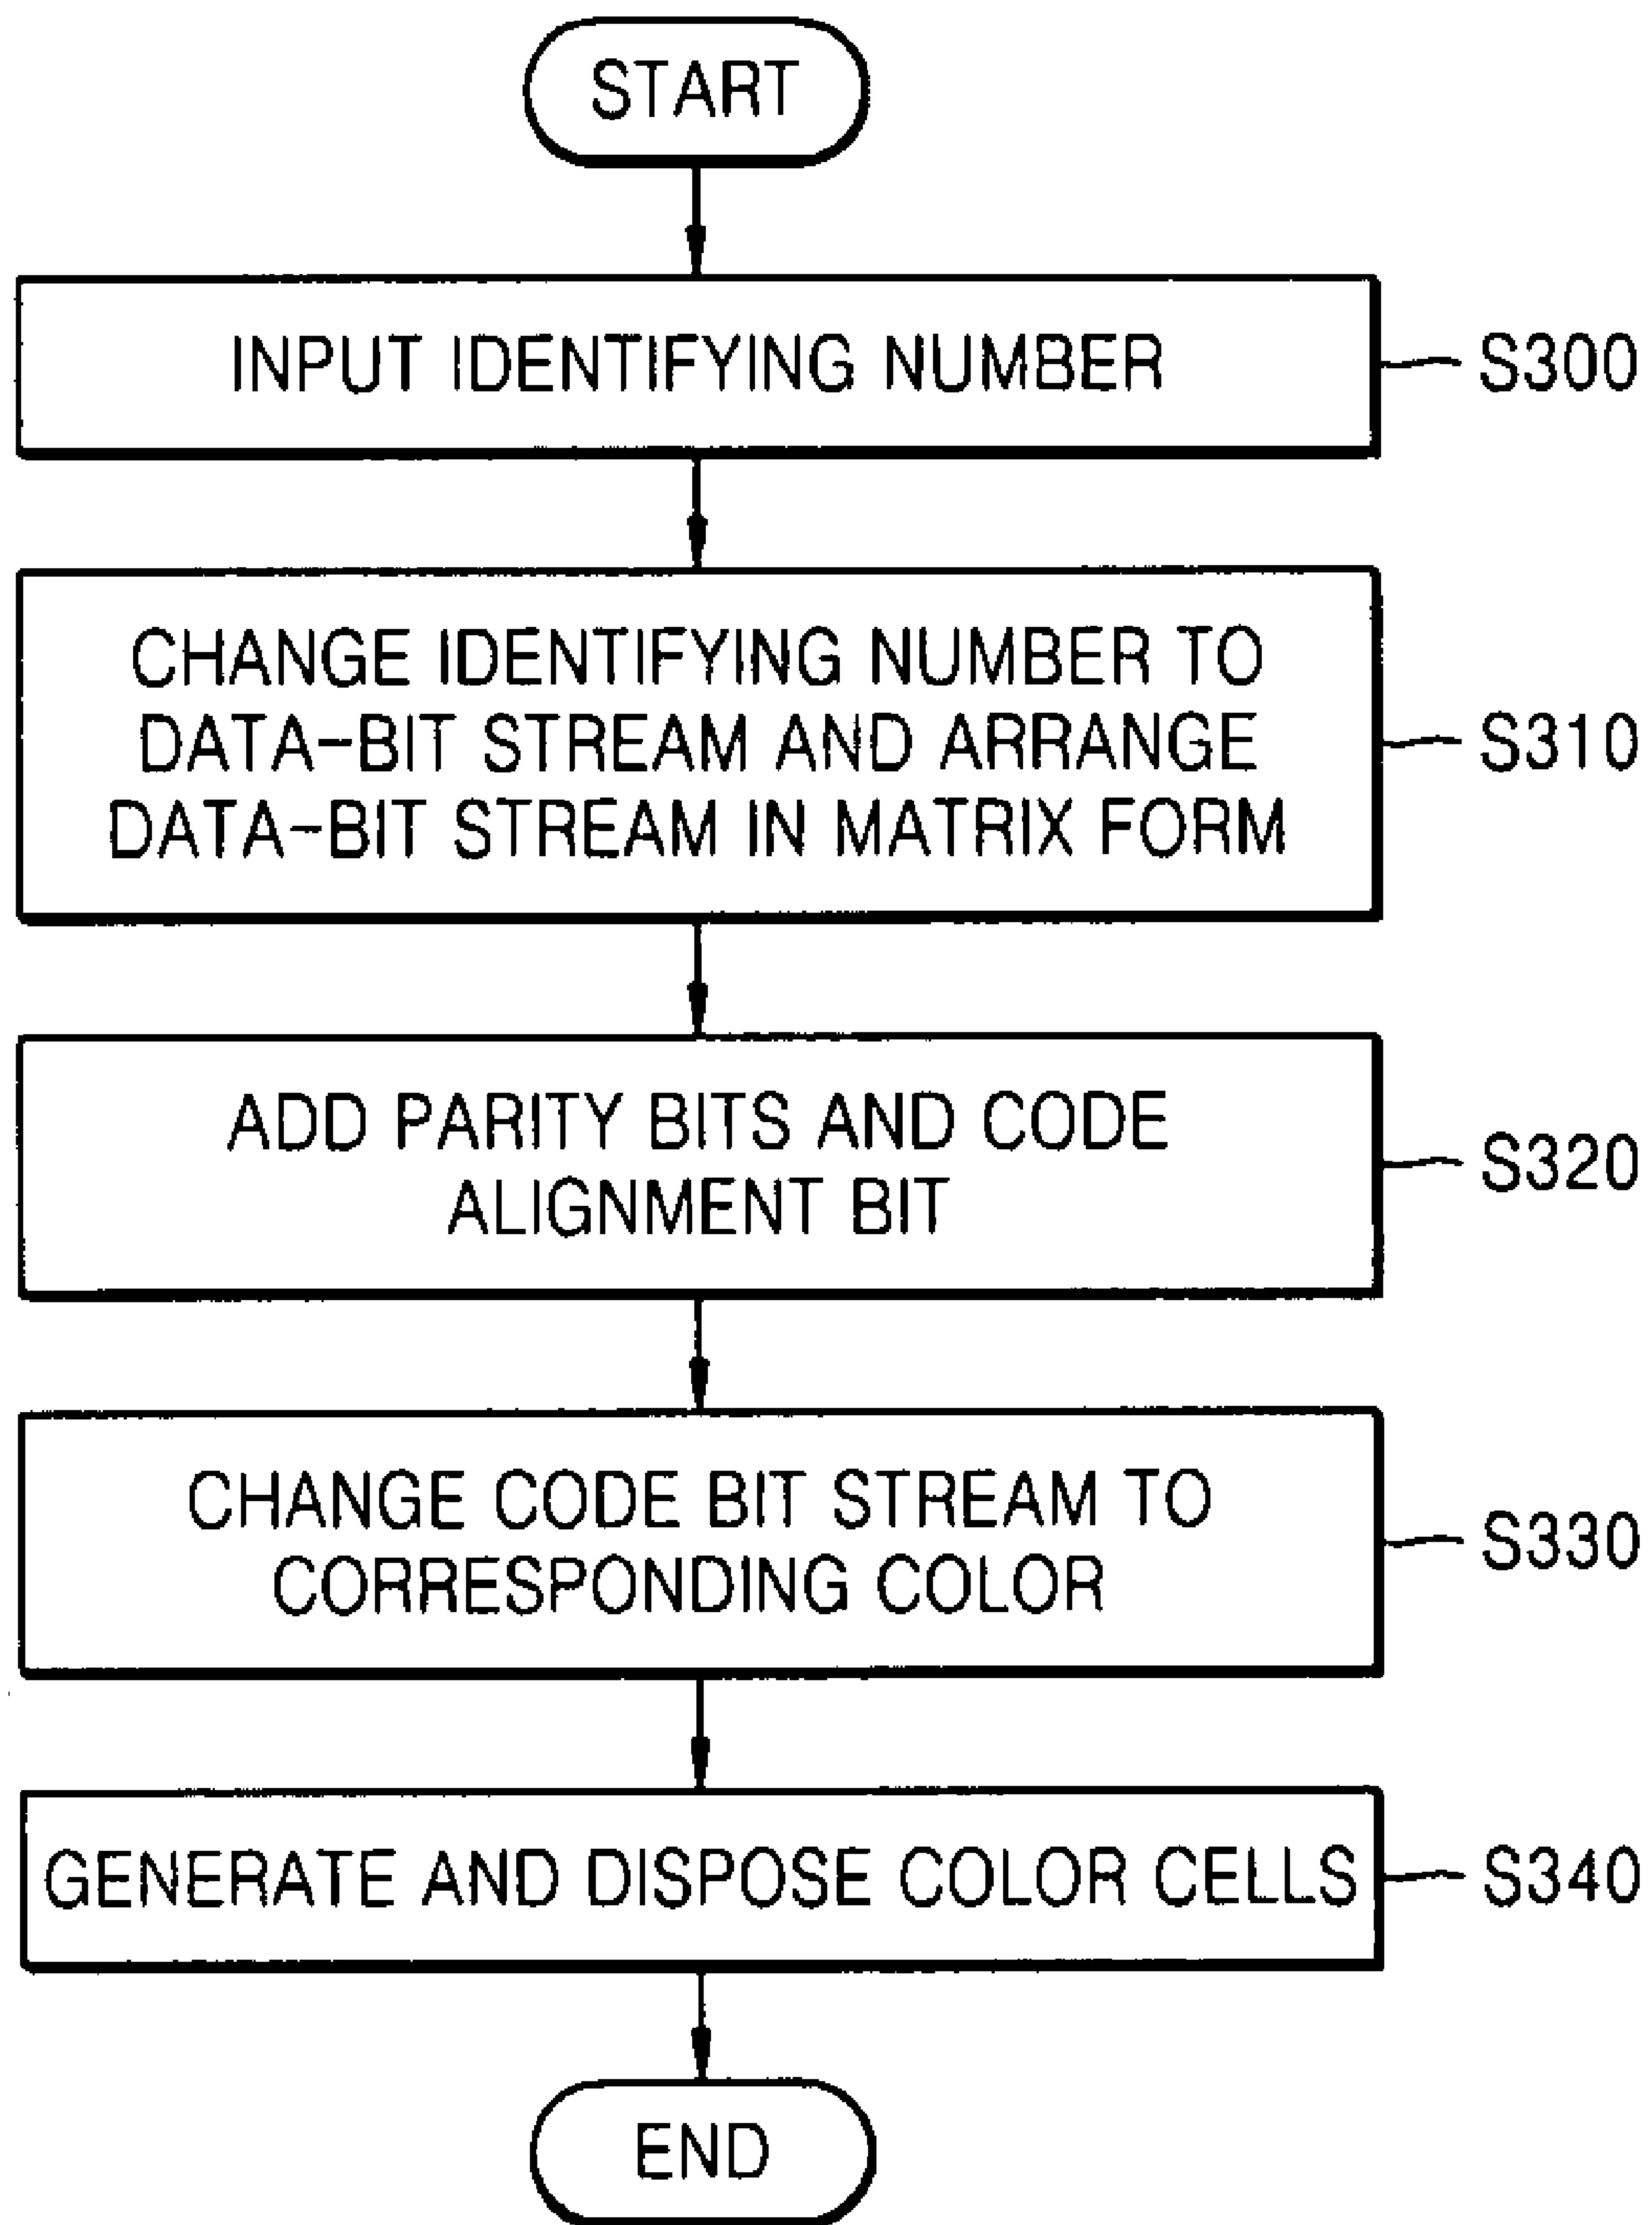 START
INPUT IDENTIFYING NUMBER
S300
CHANGE IDENTIFYING NUMBER TO
DATA-BIT STREAM AND ARRANGE
DATA-BIT STREAM IN MATRIX FORM
S310
ADD PARITY BITS AND CODE
ALIGNMENT BIT
S320
CHANGE CODE BIT STREAM TO
CORRESPONDING COLOR
S330
GENERATE AND DISPOSE COLOR CELLS
S340
END